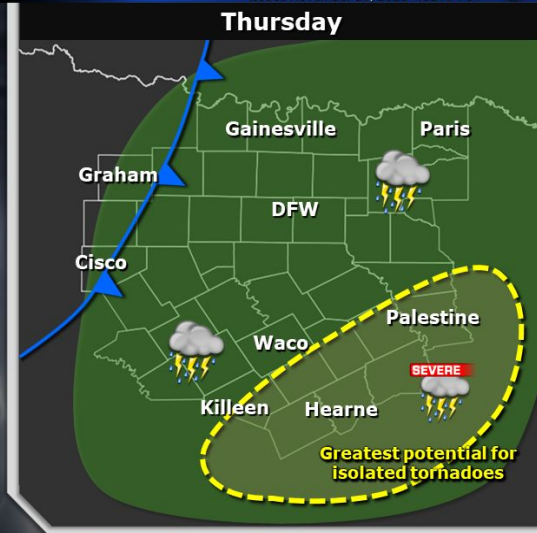 Thursday
Gainesville
Paris
Graham
DFW
Cisco
Palestine
Waco
SEVERE
Killeen
Hearne
Greatest potential for
isolated tornadoes